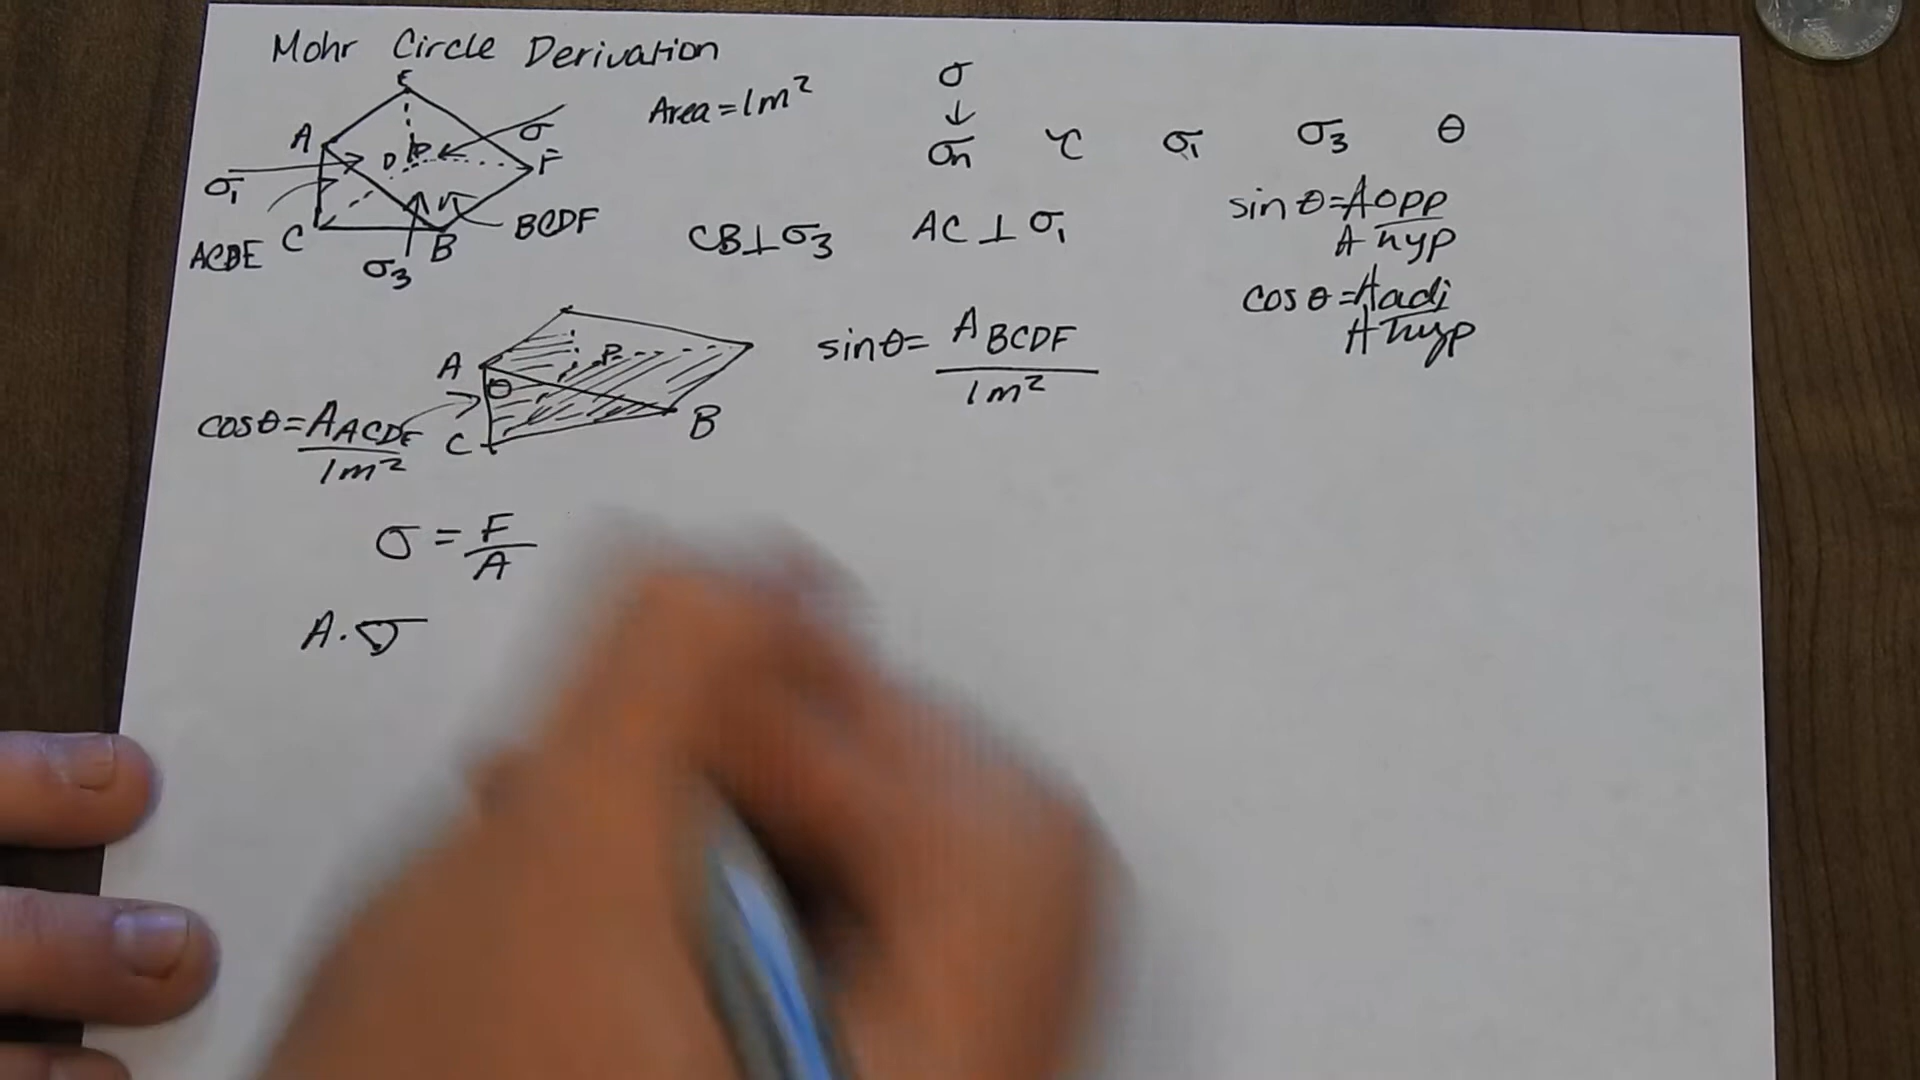 Mohr Circle Derivation
E
A
D
P
σ
F
σ₁
ACDE
C
σ₃
B
BCDF
Area = 1m²
σ
↓
σn τ σ₁ σ₃ θ
CB⊥σ₃ AC ⊥ σ₁
sin θ = A opp / A hyp
cos θ = A adj / A hyp
A
θ
P
C
B
cos θ = A ACDE / 1m²
sin θ = A BCDF / 1m²
σ = F / A
A · σ